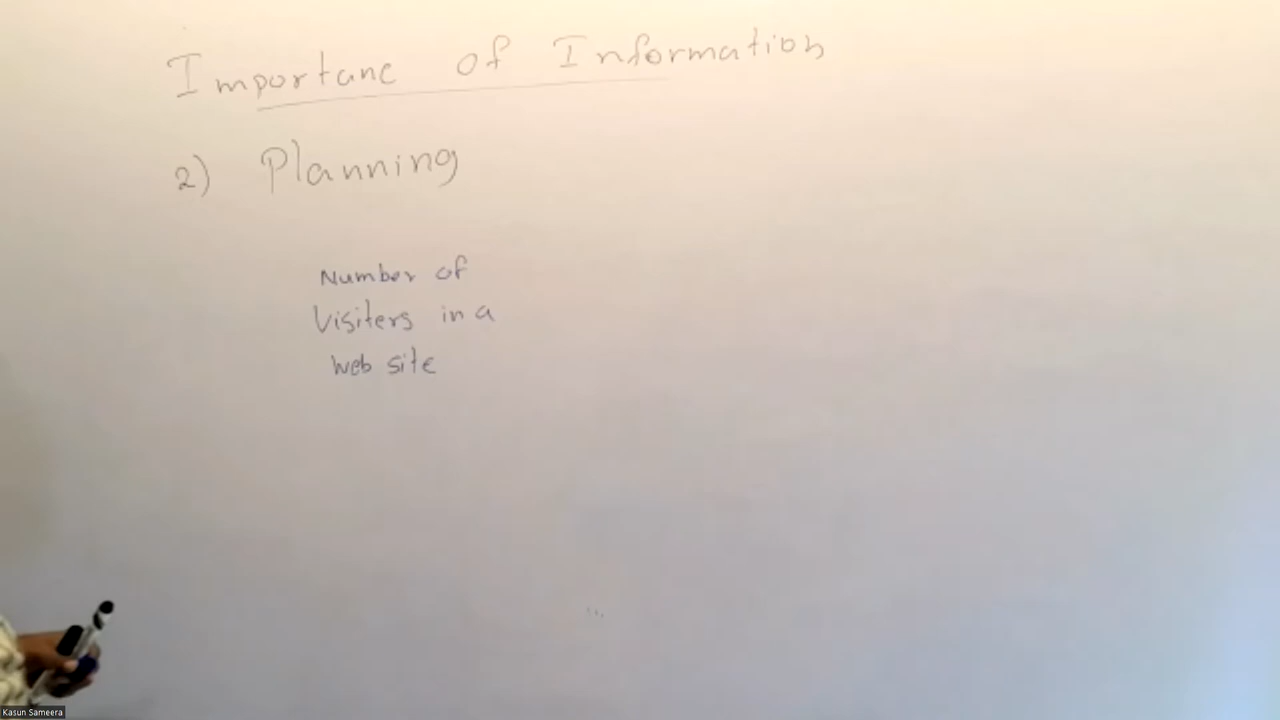 Importanc of Information
2) Planning
Number of
Visiters in a
web site
Kasun Sameera